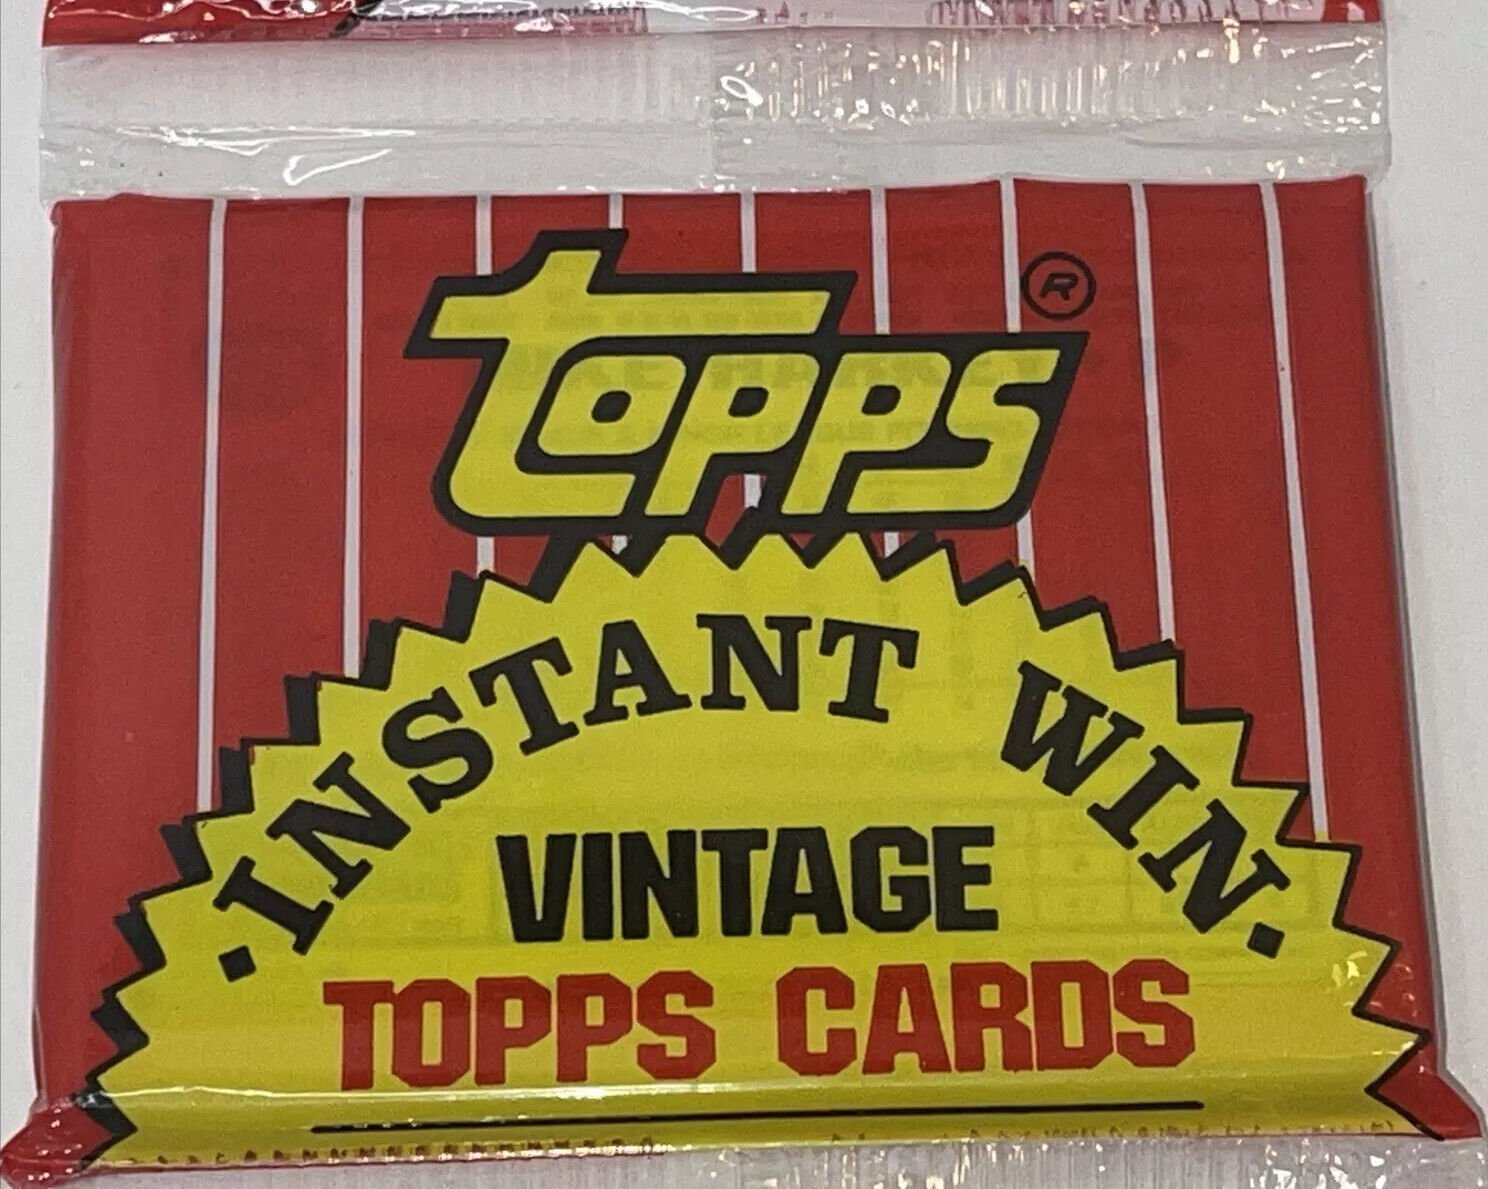 topps ®
·INSTANT WIN·
VINTAGE
TOPPS CARDS